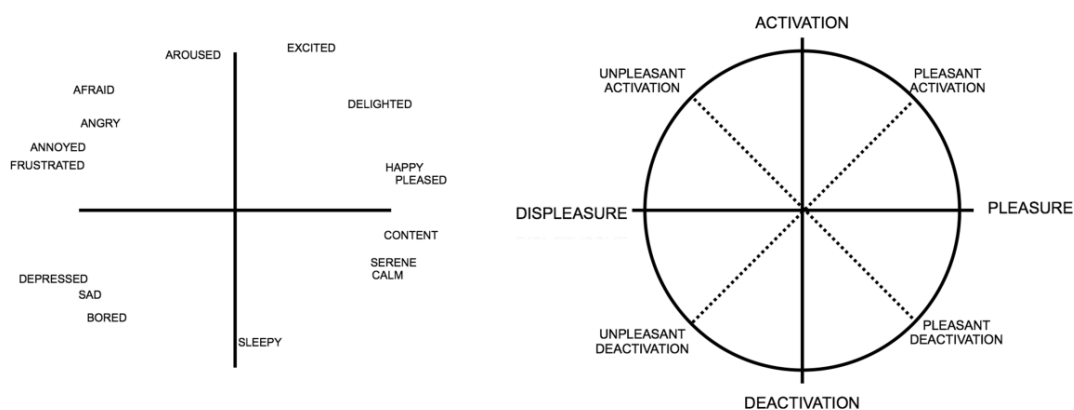 AROUSED
EXCITED
AFRAID
DELIGHTED
ANGRY
ANNOYED
FRUSTRATED
HAPPY
PLEASED
CONTENT
SERENE
CALM
DEPRESSED
SAD
BORED
SLEEPY
ACTIVATION
UNPLEASANT
ACTIVATION
PLEASANT
ACTIVATION
DISPLEASURE
PLEASURE
UNPLEASANT
DEACTIVATION
PLEASANT
DEACTIVATION
DEACTIVATION